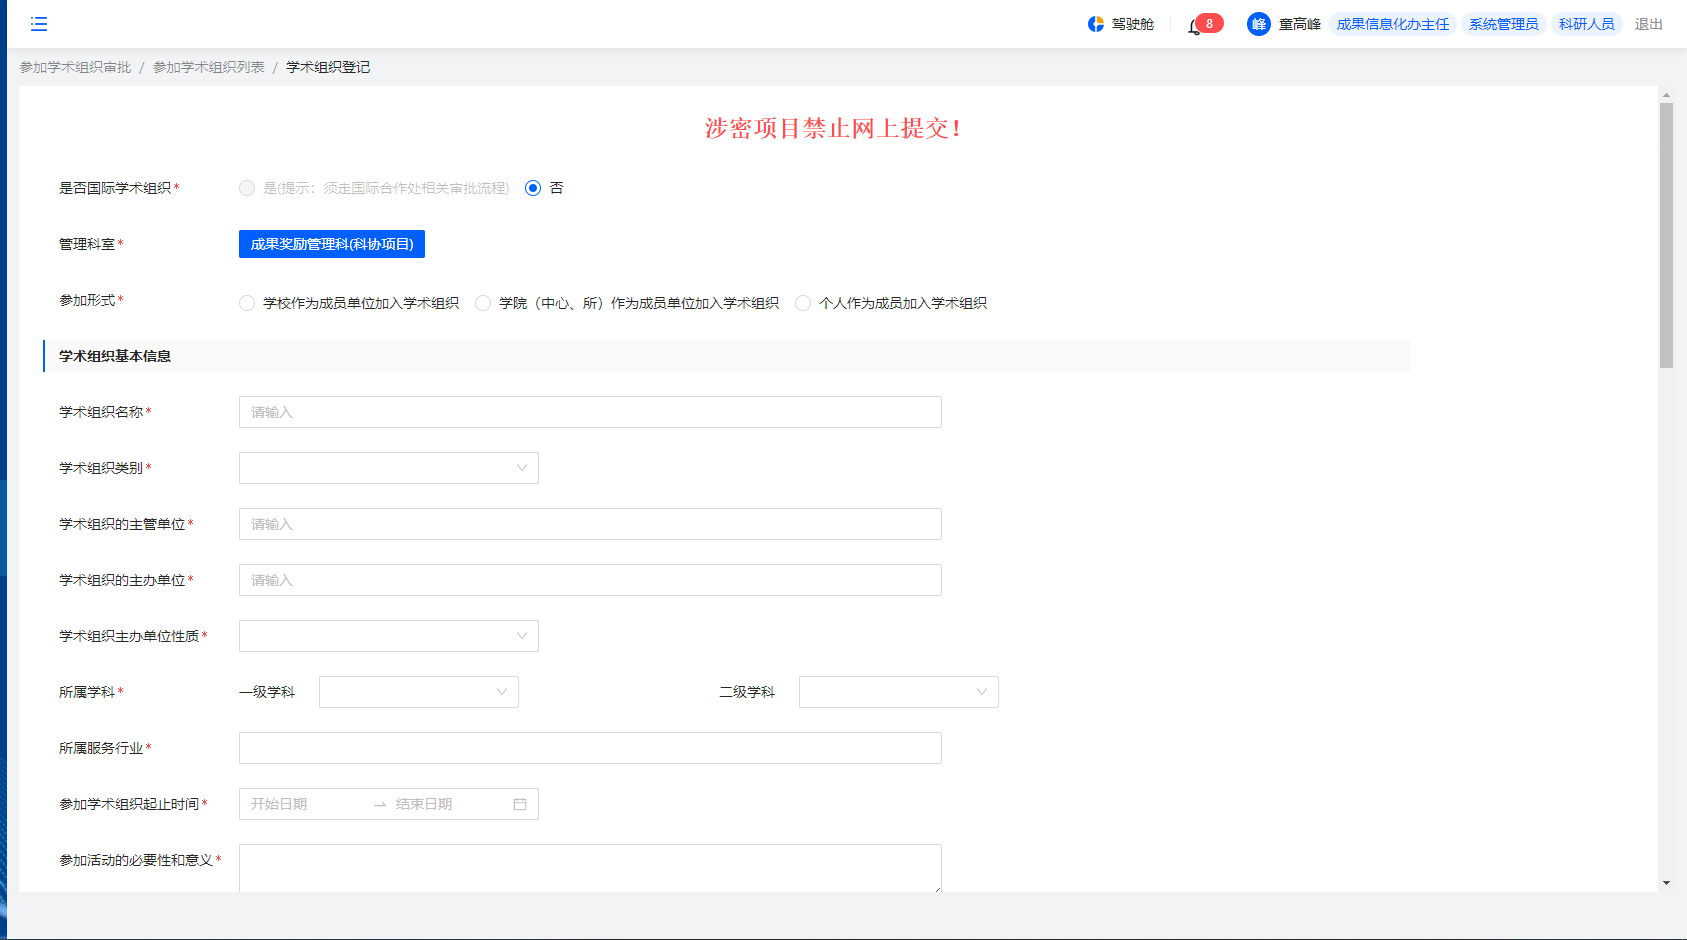 驾驶舱 8 峰 童高峰 成果信息化办主任 系统管理员 科研人员 退出
参加学术组织审批 / 参加学术组织列表 / 学术组织登记
涉密项目禁止网上提交！
是否国际学术组织* 是(提示：须走国际合作处相关审批流程) 否
管理科室* 成果奖励管理科(科协项目)
参加形式* 学校作为成员单位加入学术组织 学院（中心、所）作为成员单位加入学术组织 个人作为成员加入学术组织
学术组织基本信息
学术组织名称* 请输入
学术组织类别*
学术组织的主管单位* 请输入
学术组织的主办单位* 请输入
学术组织主办单位性质*
所属学科* 一级学科 二级学科
所属服务行业*
参加学术组织起止时间* 开始日期 → 结束日期
参加活动的必要性和意义*